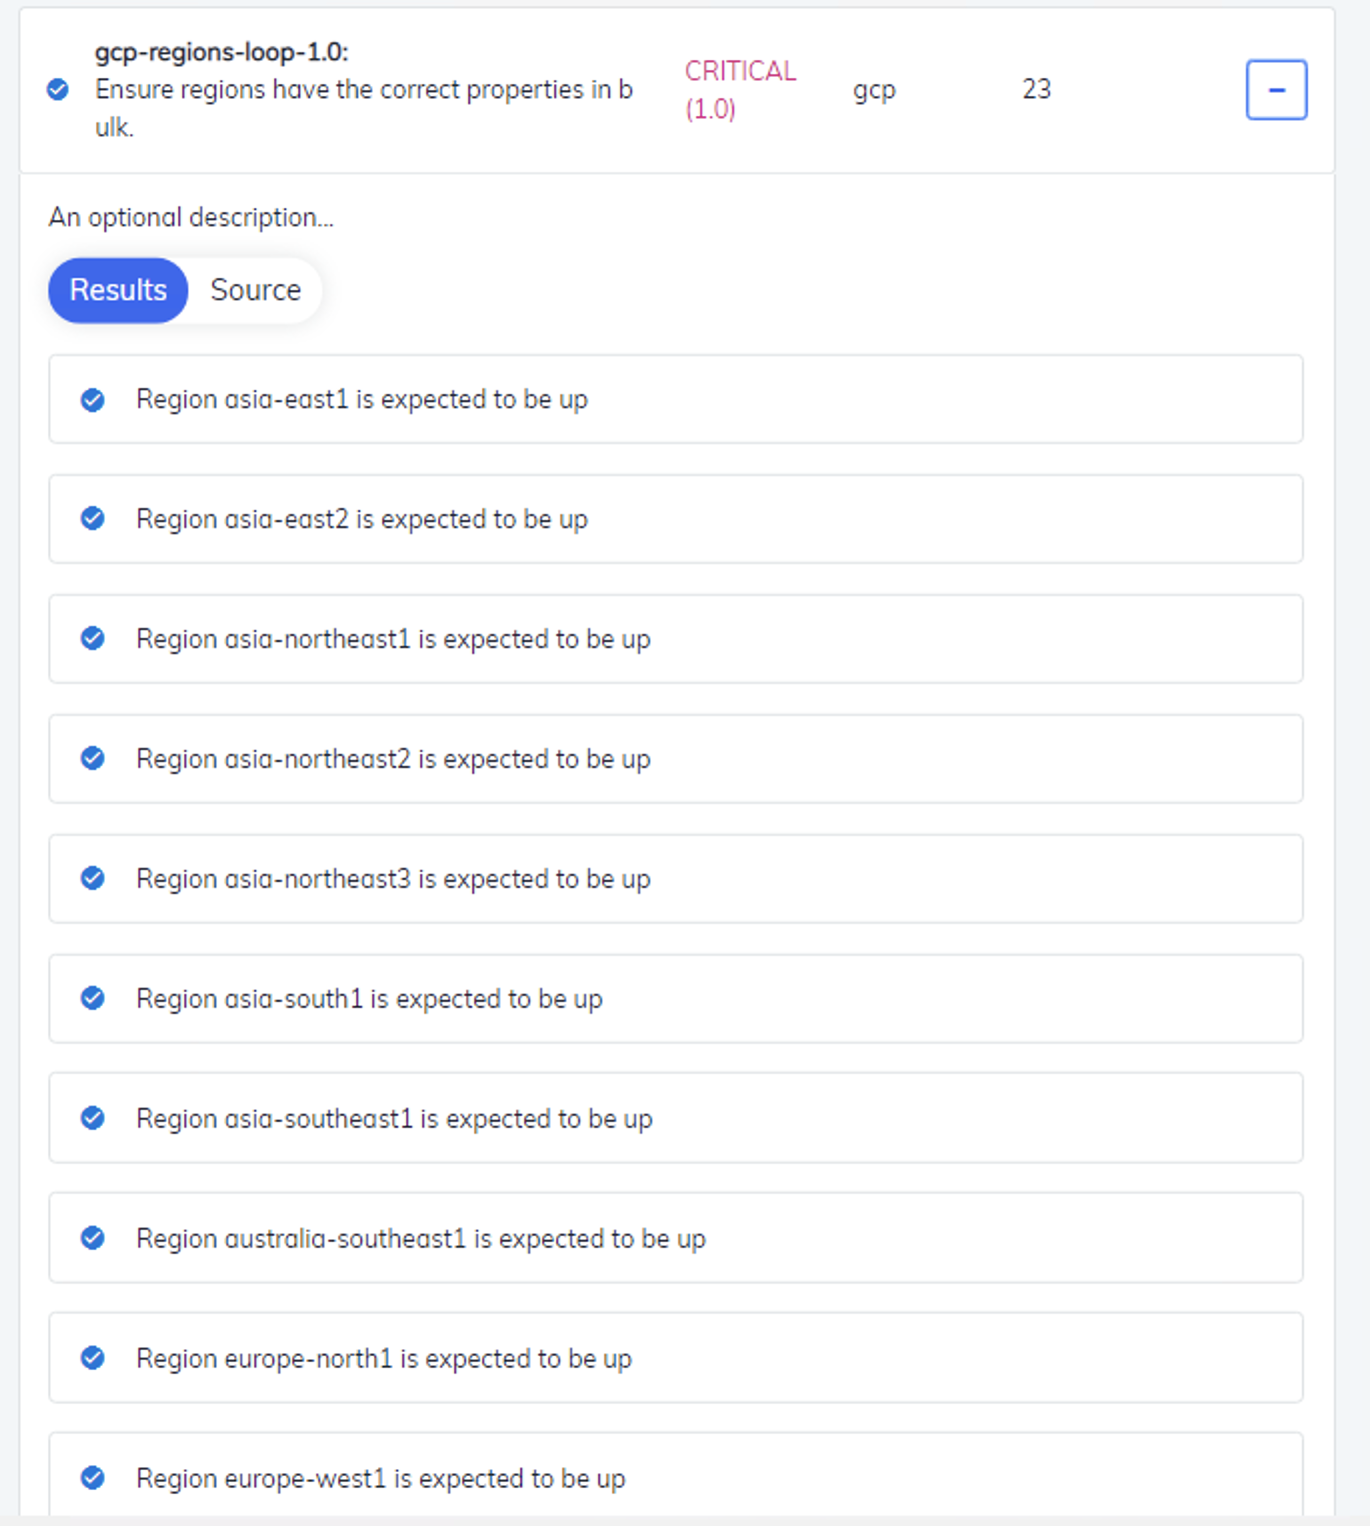 gcp-regions-loop-1.0:
Ensure regions have the correct properties in b
ulk.
CRITICAL
(1.0)
gcp
23
An optional description...
Results
Source
Region asia-east1 is expected to be up
Region asia-east2 is expected to be up
Region asia-northeast1 is expected to be up
Region asia-northeast2 is expected to be up
Region asia-northeast3 is expected to be up
Region asia-south1 is expected to be up
Region asia-southeast1 is expected to be up
Region australia-southeast1 is expected to be up
Region europe-north1 is expected to be up
Region europe-west1 is expected to be up